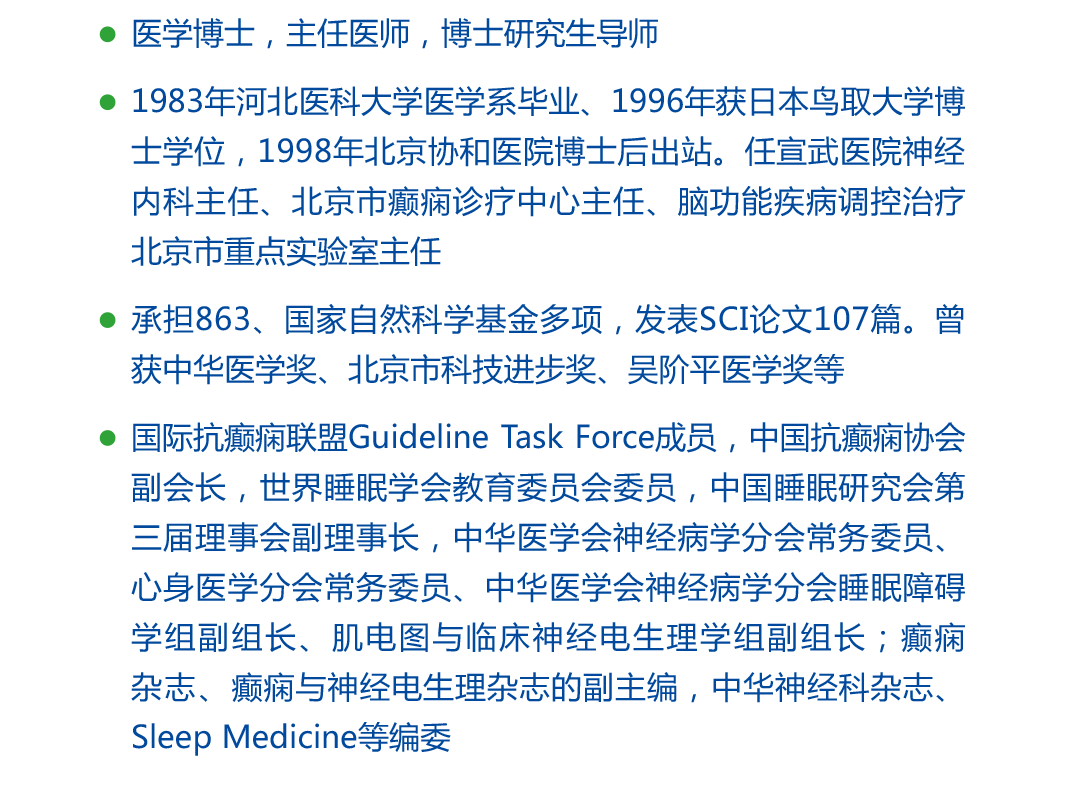 ● 医学博士，主任医师，博士研究生导师
● 1983年河北医科大学医学系毕业、1996年获日本鸟取大学博
士学位，1998年北京协和医院博士后出站。任宣武医院神经
内科主任、北京市癫痫诊疗中心主任、脑功能疾病调控治疗
北京市重点实验室主任
● 承担863、国家自然科学基金多项，发表SCI论文107篇。曾
获中华医学奖、北京市科技进步奖、吴阶平医学奖等
● 国际抗癫痫联盟Guideline Task Force成员，中国抗癫痫协会
副会长，世界睡眠学会教育委员会委员，中国睡眠研究会第
三届理事会副理事长，中华医学会神经病学分会常务委员、
心身医学分会常务委员、中华医学会神经病学分会睡眠障碍
学组副组长、肌电图与临床神经电生理学组副组长；癫痫
杂志、癫痫与神经电生理杂志的副主编，中华神经科杂志、
Sleep Medicine等编委